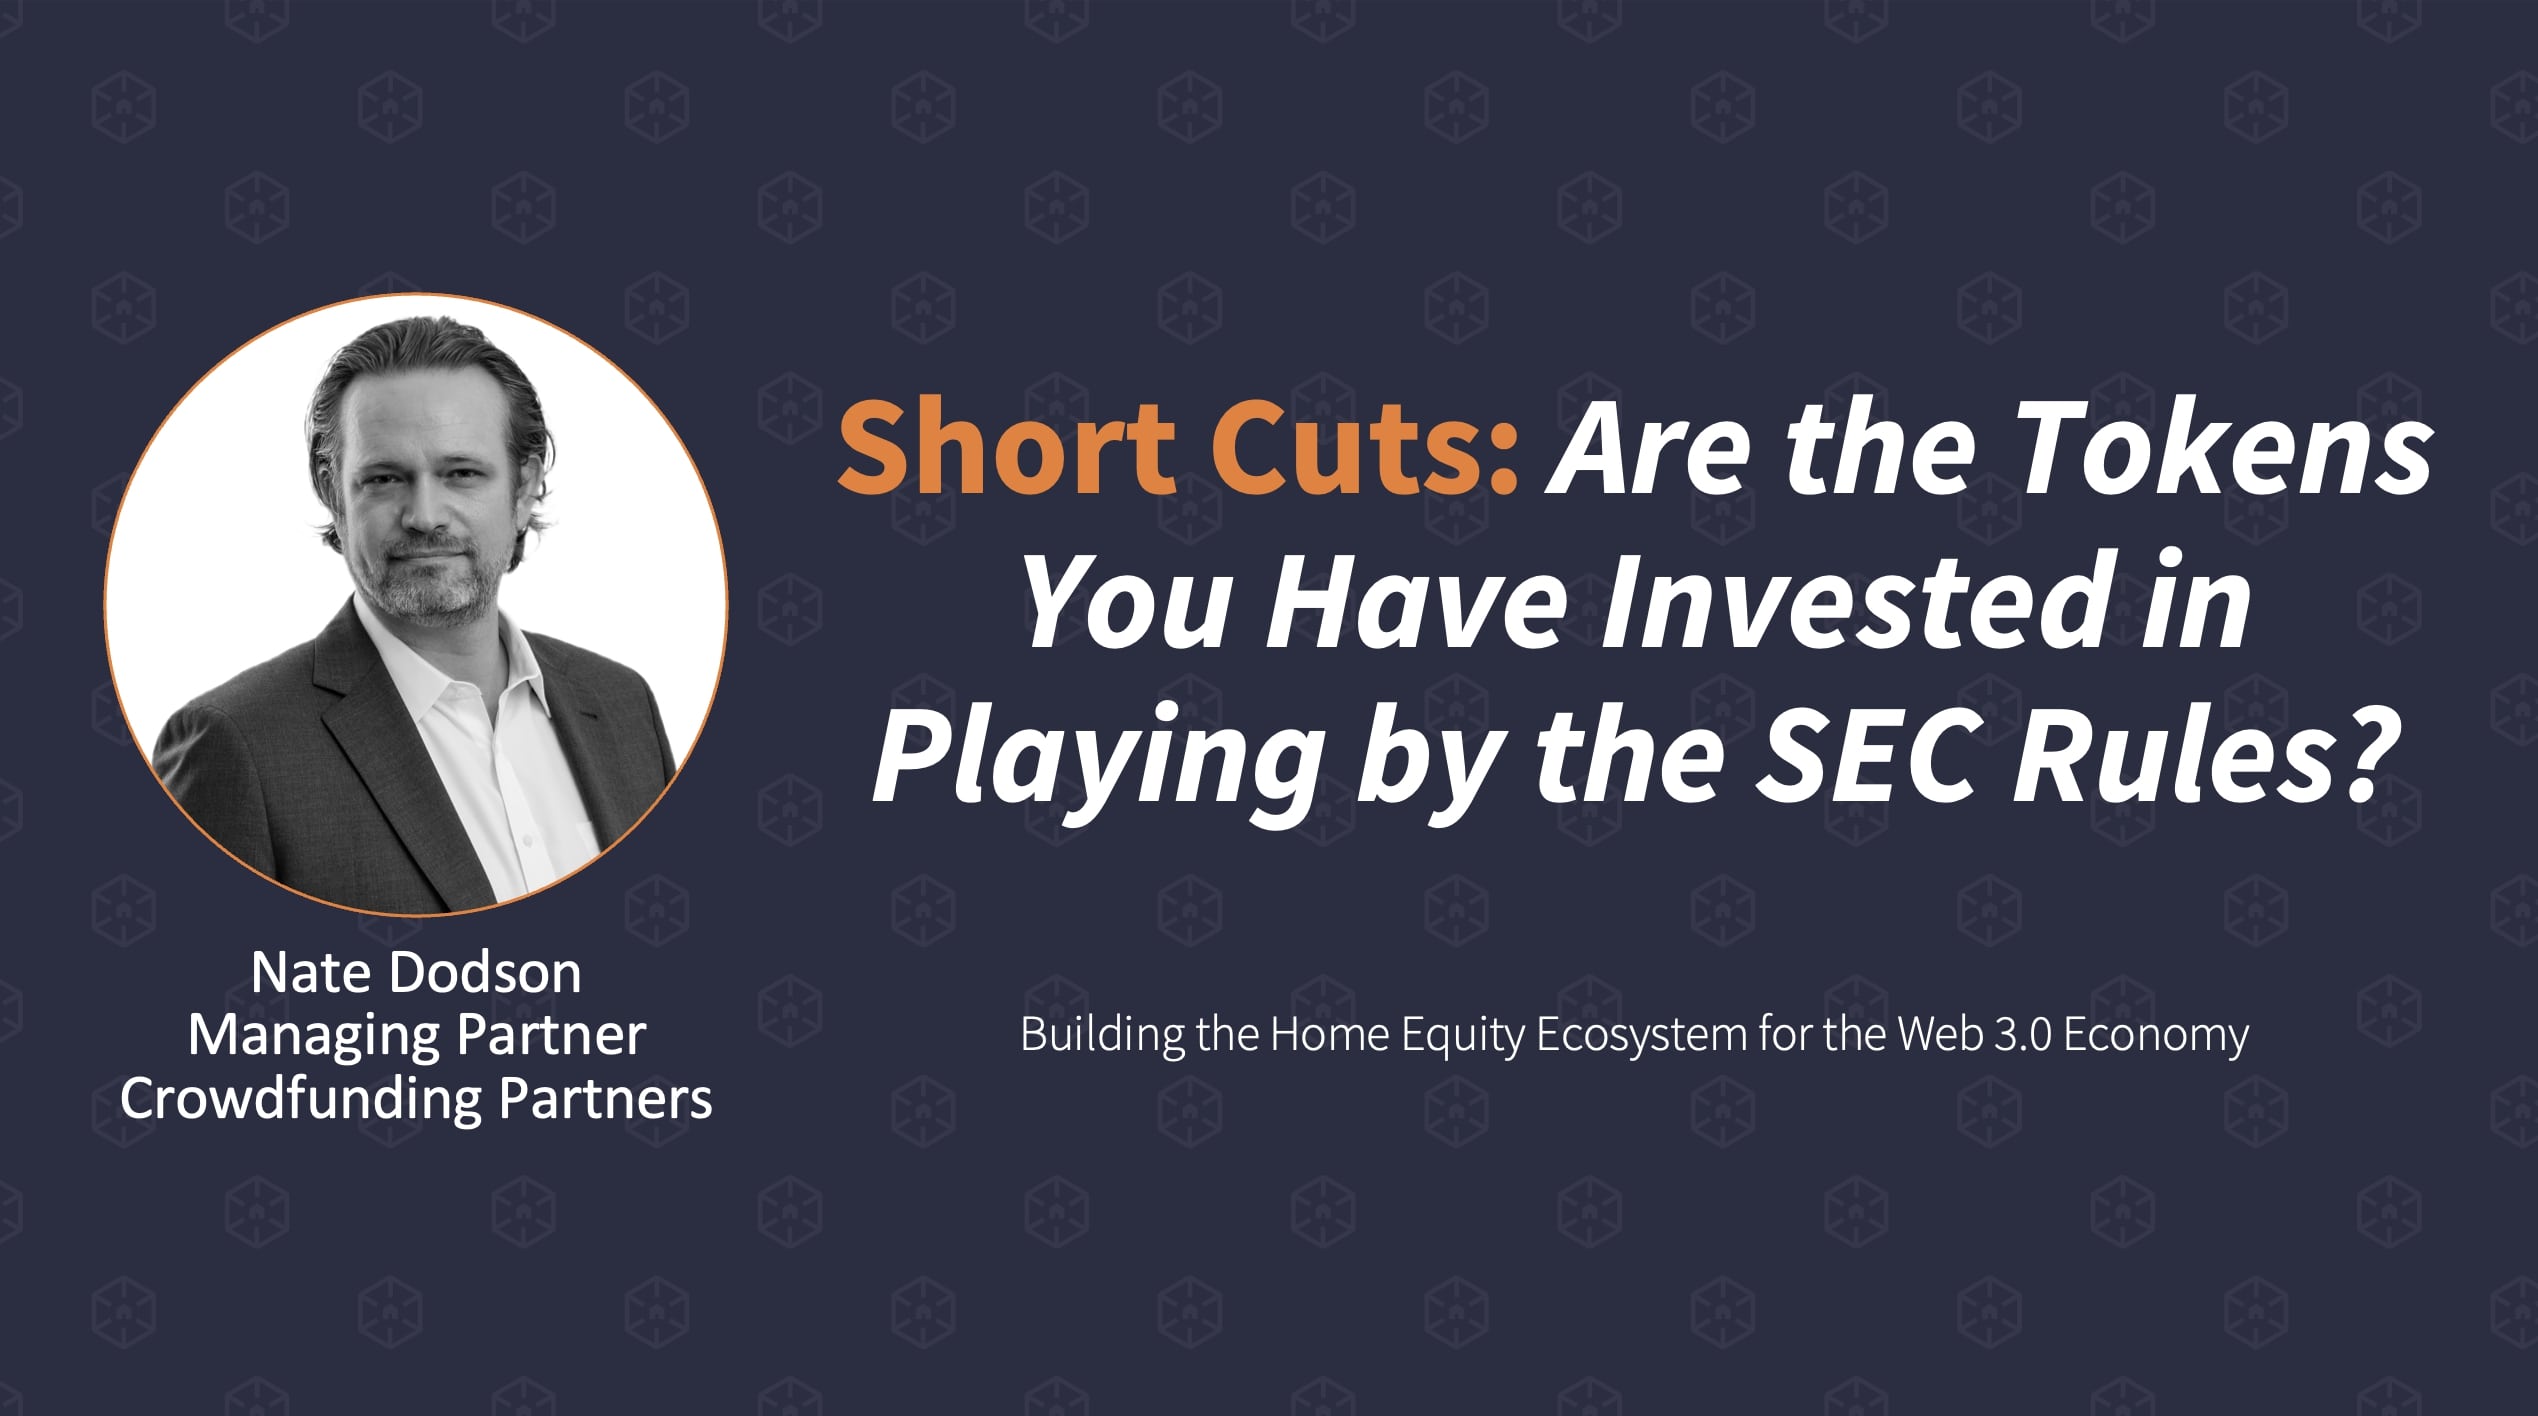 Short Cuts: Are the Tokens
You Have Invested in
Playing by the SEC Rules?
Building the Home Equity Ecosystem for the Web 3.0 Economy
Nate Dodson
Managing Partner
Crowdfunding Partners